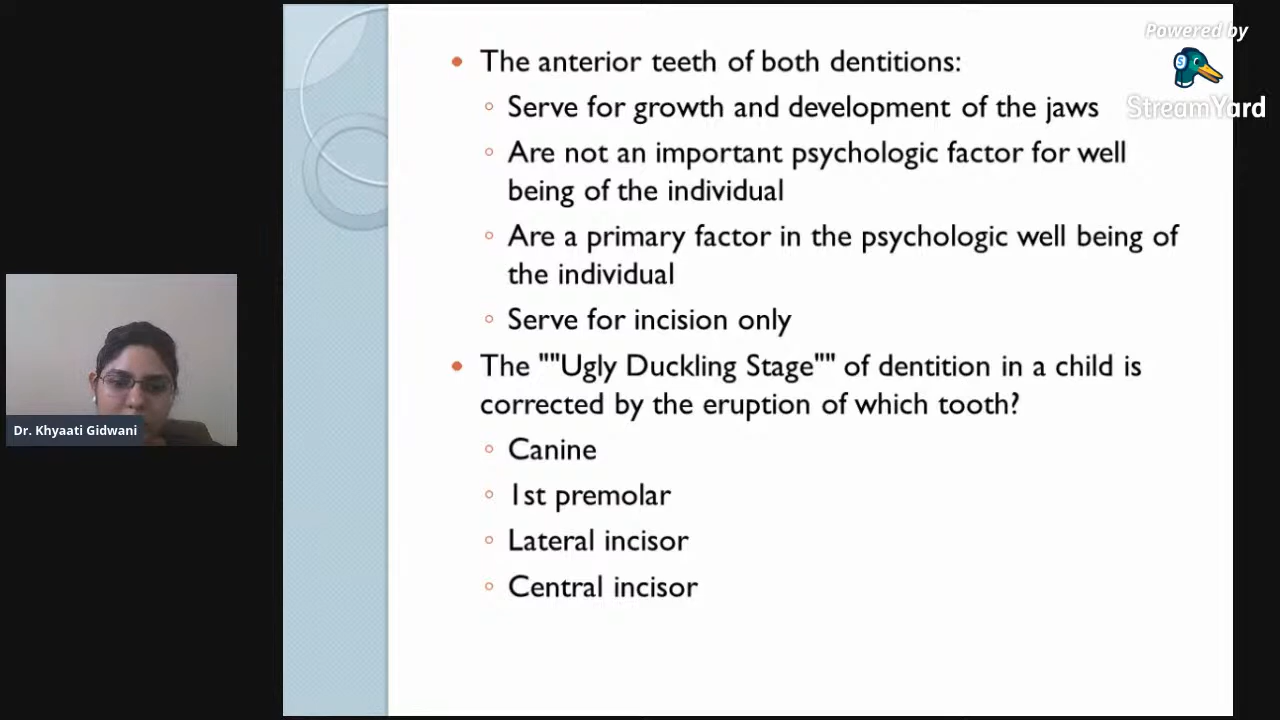 Powered by
StreamYard
The anterior teeth of both dentitions:
Serve for growth and development of the jaws
Are not an important psychologic factor for well
being of the individual
Are a primary factor in the psychologic well being of
the individual
Serve for incision only
The ""Ugly Duckling Stage"" of dentition in a child is
corrected by the eruption of which tooth?
Canine
1st premolar
Lateral incisor
Central incisor
Dr. Khyaati Gidwani